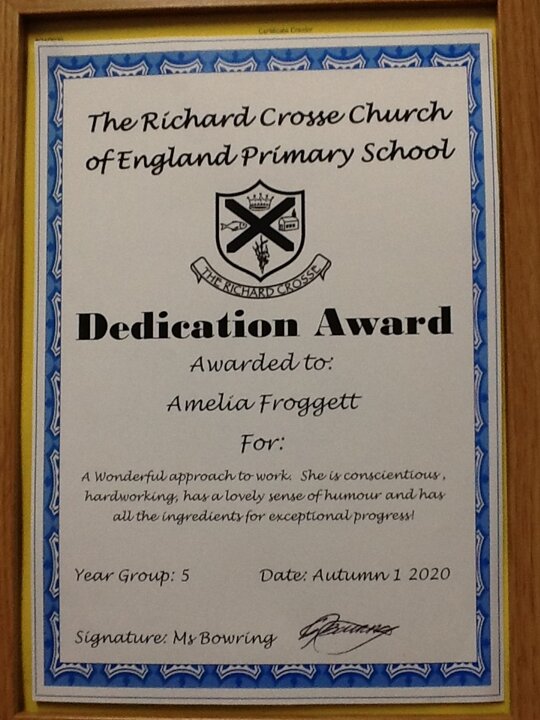 Certificate Creator
The Richard Crosse Church
of England Primary School
THE RICHARD CROSSE
Dedication Award
Awarded to:
Amelia Froggett
For:
A Wonderful approach to work. She is conscientious,
hardworking, has a lovely sense of humour and has
all the ingredients for exceptional progress!
Year Group: 5 Date: Autumn 1 2020
Signature: Ms Bowring